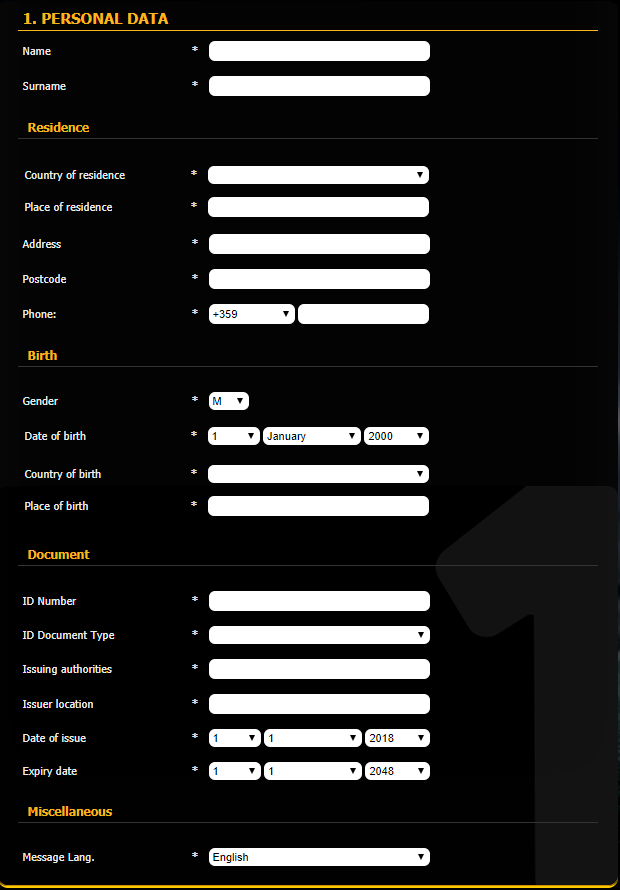 1. PERSONAL DATA
Name *
Surname *
Residence
Country of residence *
Place of residence *
Address *
Postcode *
Phone: * +359
Birth
Gender * M
Date of birth * 1 January 2000
Country of birth *
Place of birth *
Document
ID Number *
ID Document Type *
Issuing authorities *
Issuer location *
Date of issue * 1 1 2018
Expiry date * 1 1 2048
Miscellaneous
Message Lang. * English
1